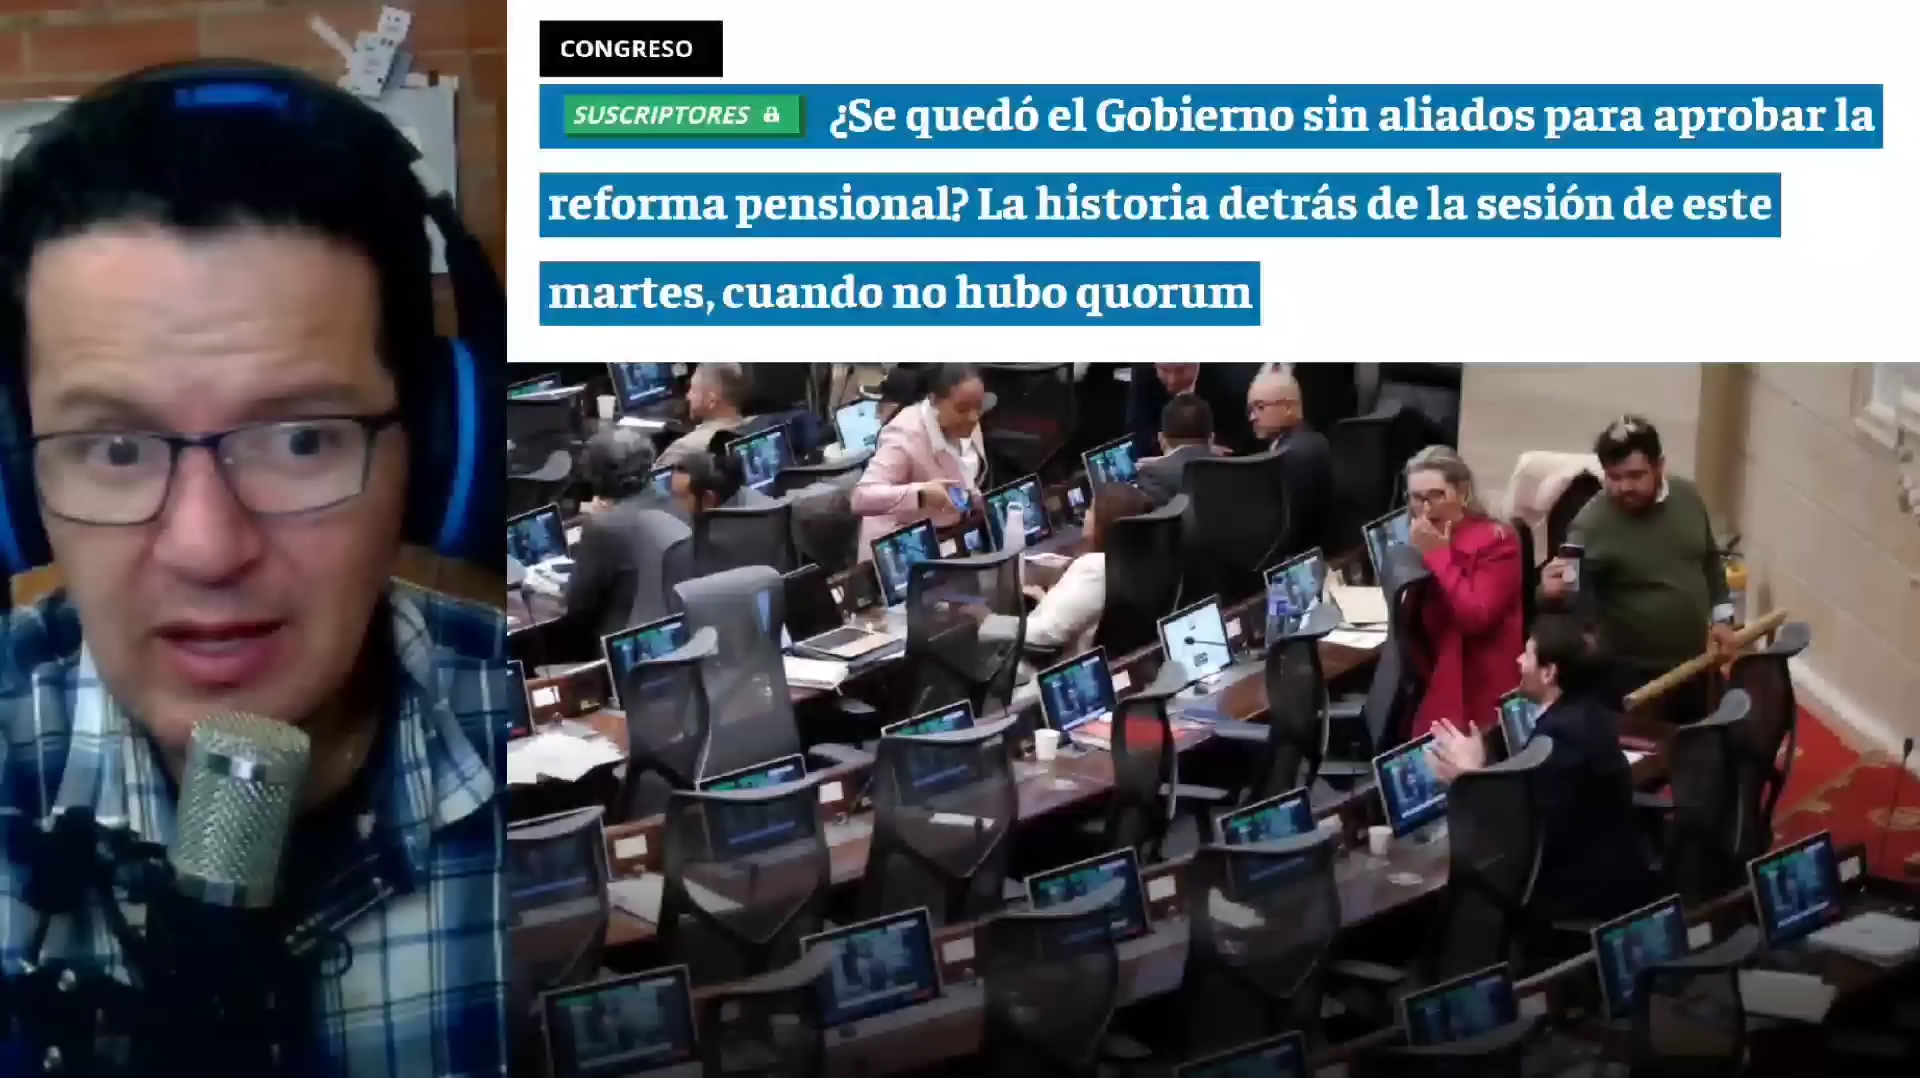 CONGRESO
SUSCRIPTORES ¿Se quedó el Gobierno sin aliados para aprobar la
reforma pensional? La historia detrás de la sesión de este
martes, cuando no hubo quorum